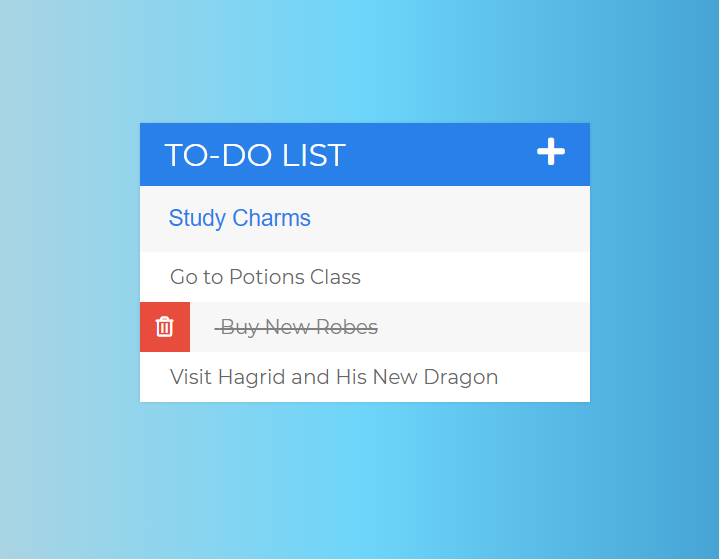 TO-DO LIST
Study Charms
Go to Potions Class
Buy New Robes
Visit Hagrid and His New Dragon